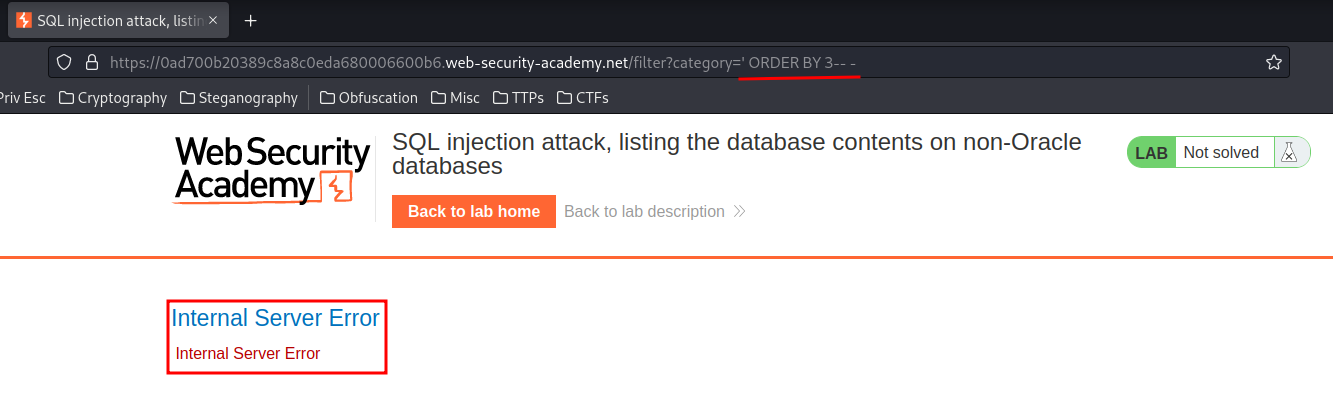 SQL injection attack, listin
https://0ad700b20389c8a8c0eda680006600b6.web-security-academy.net/filter?category=' ORDER BY 3-- -
Priv Esc Cryptography Steganography Obfuscation Misc TTPs CTFs
Web Security
Academy
SQL injection attack, listing the database contents on non-Oracle
databases
LAB Not solved
Back to lab home Back to lab description
Internal Server Error
Internal Server Error